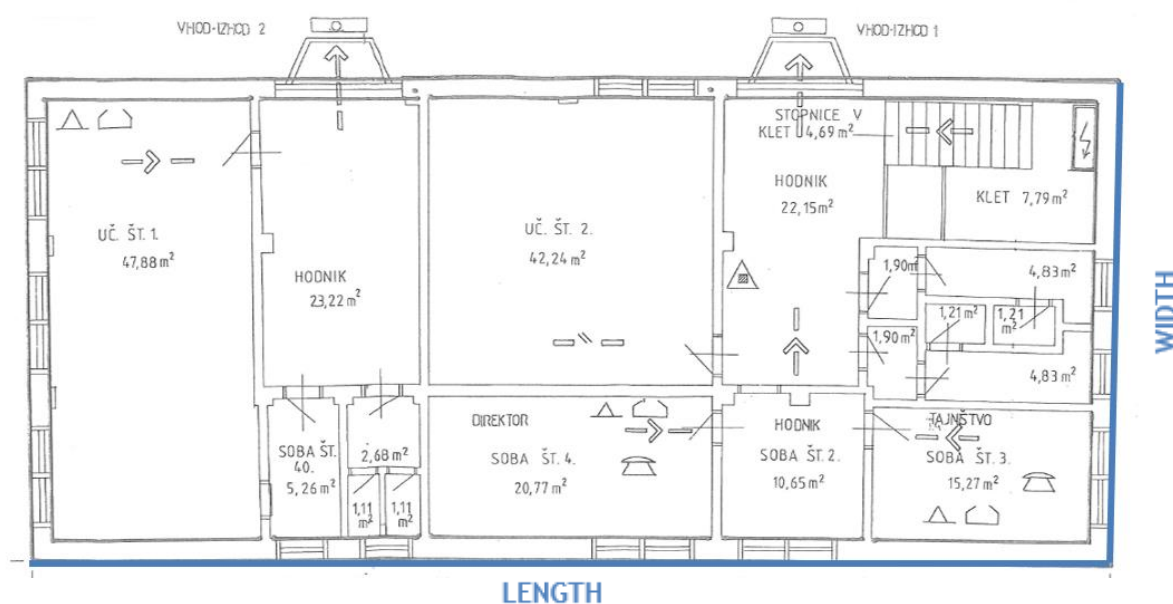 VHOD-IZHOD 2
VHOD-IZHOD 1
STOPNICE V
KLET 4,69 m²
HODNIK
22,15 m²
KLET 7,79 m²
UČ. ŠT. 1.
47,88 m²
UČ. ŠT. 2.
42,24 m²
HODNIK
23,22 m²
1,90 m
4,83 m²
1,21 m²
1,21
m²
1,90 m²
4,83 m²
SOBA ŠT.
40.
5,26 m²
2,68 m²
1,11
m²
1,11
m²
DIREKTOR
SOBA ŠT. 4.
20,77 m²
HODNIK
SOBA ŠT. 2.
10,65 m²
TAJNŠTVO
SOBA ŠT. 3.
15,27 m²
WIDTH
LENGTH